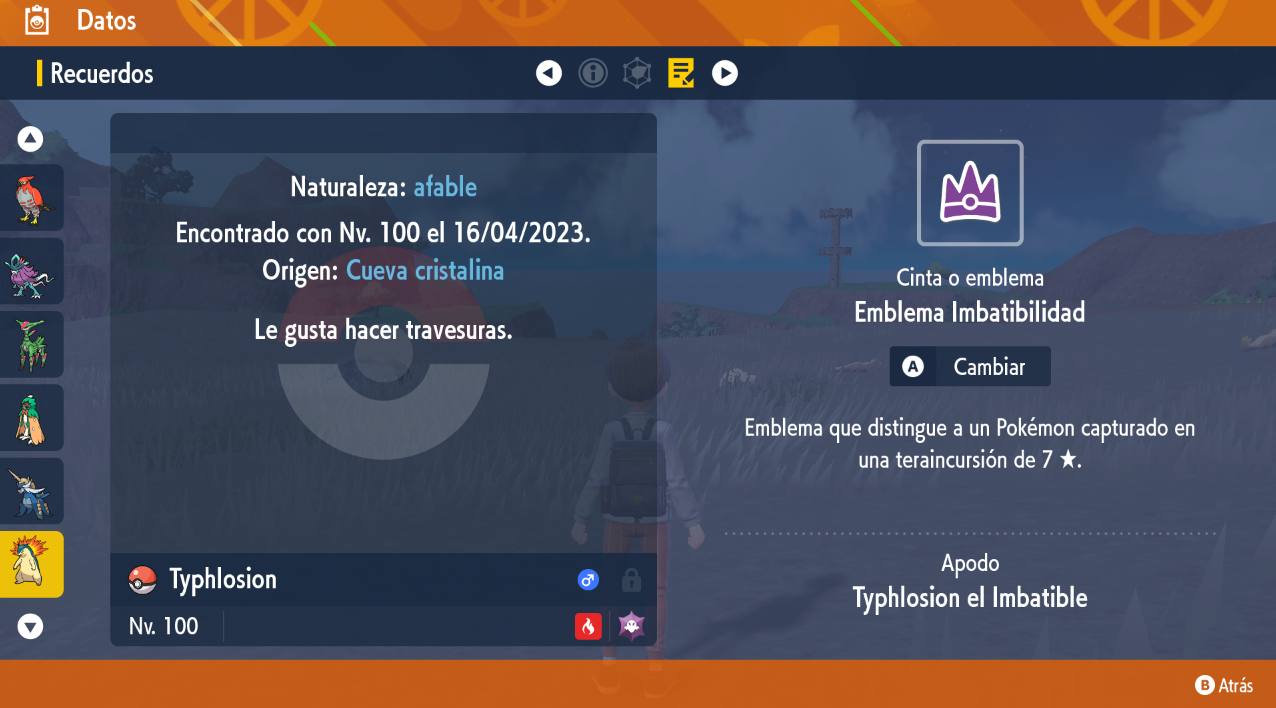 Datos
Recuerdos
Naturaleza: afable
Encontrado con Nv. 100 el 16/04/2023.
Origen: Cueva cristalina
Le gusta hacer travesuras.
Typhlosion
Nv. 100
Cinta o emblema
Emblema Imbatibilidad
A Cambiar
Emblema que distingue a un Pokémon capturado en
una teraincursión de 7 ★.
Apodo
Typhlosion el Imbatible
B Atrás